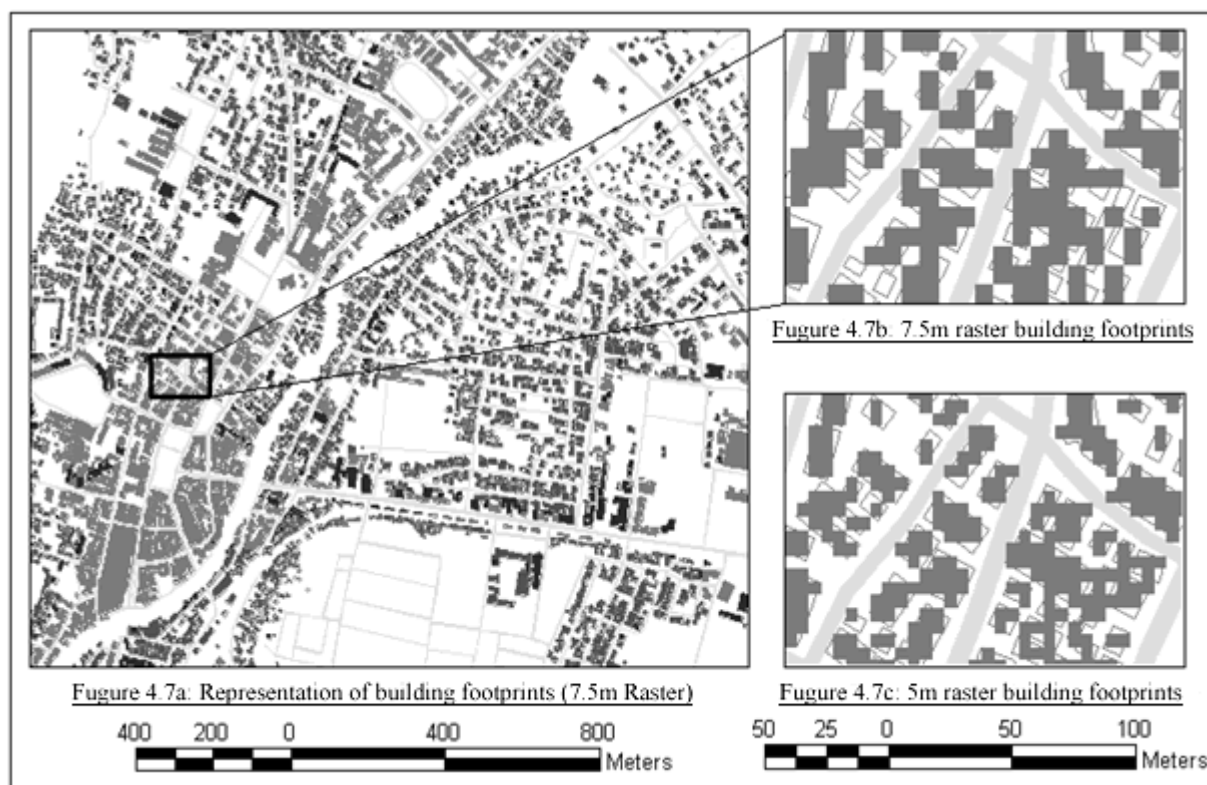 Fugure 4.7b: 7.5m raster building footprints
Fugure 4.7a: Representation of building footprints (7.5m Raster)
Fugure 4.7c: 5m raster building footprints
400 200 0 400 800
Meters
50 25 0 50 100
Meters